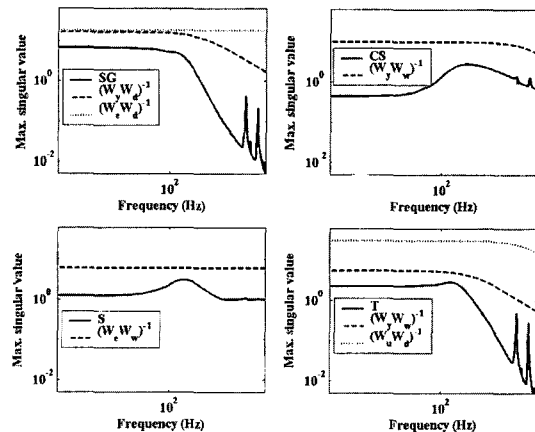 Max. singular value
10^0
10^-2
SG
(W_y W_d)^-1
(W_e W_d)^-1
10^2
Frequency (Hz)
Max. singular value
10^0
10^2
CS
(W_y W_w)^-1
10^2
Frequency (Hz)
Max. singular value
10^0
10^-2
S
(W_e W_w)^-1
10^2
Frequency (Hz)
Max. singular value
10^0
10^-2
T
(W_y W_w)^-1
(W_u W_d)^-1
10^2
Frequency (Hz)